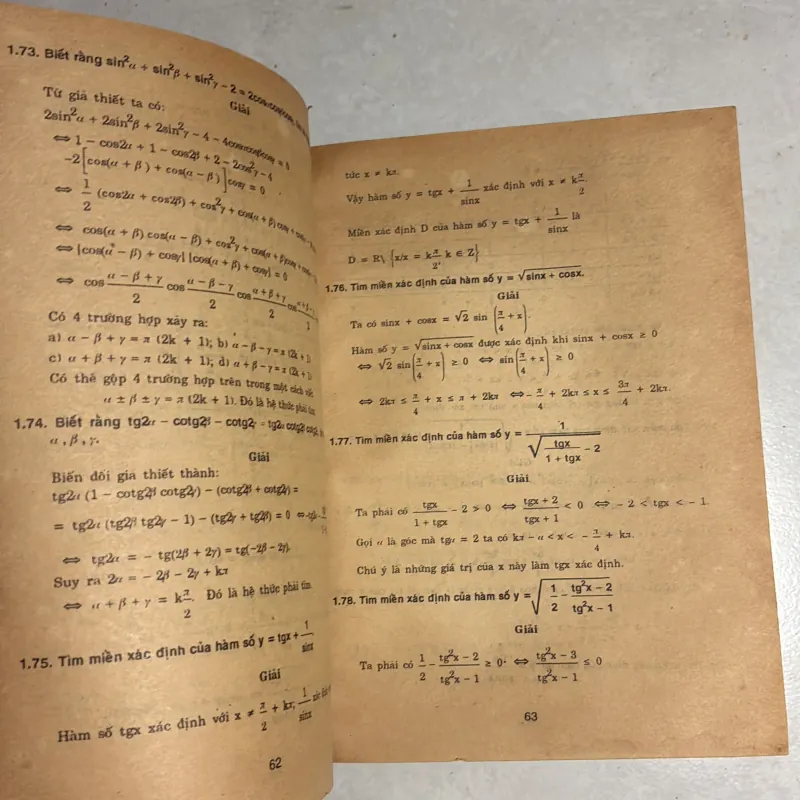 1.73. Biết rằng sin²α + sin²β + sin²γ − 2 = 2cosαcosβcosγ,
Giải
Từ giả thiết ta có:
2sin²α + 2sin²β + 2sin²γ − 4 − 4cosαcosβcosγ = 0
⇔ 1 − cos2α + 1 − cos2β + 2 − 2cos²γ − 4
−2[cos(α + β) + cos(α − β)]cosγ = 0
⇔ 1/2 (cos2α + cos2β) + cos²γ + cos(α + β) cosγ +
⇔ cos(α + β) cos(α − β) + cos²γ + cos(α + β)cosγ +
⇔ |cos(α − β) + cosγ| |cos(α + β) + cosγ| = 0
⇔ cos (α − β + γ)/2 cos (α − β − γ)/2 cos (α + β + γ)/2
Có 4 trường hợp xảy ra:
a) α − β + γ = π (2k + 1); b) α − β − γ = π (2k + 1)
c) α + β + γ = π (2k + 1); d) α + β − γ =
Có thể gộp 4 trường hợp trên trong một cách viết
α ± β ± γ = π (2k + 1). Đó là hệ thức phải tìm
1.74. Biết rằng tg2α − cotg2β − cotg2γ = tg2α cotg2β cotg2γ,
α , β , γ.
Giải
Biến đổi gia thiết thành:
tg2α (1 − cotg2β cotg2γ) − (cotg2β + cotg2γ) =
= tg2α (tg2β tg2γ − 1) − (tg2γ + tg2β) = 0 ⇔
⇔ tg2α = − tg(2β + 2γ) = tg(−2β − 2γ).
Suy ra 2α = − 2β − 2γ + kπ
⇔ α + β + γ = k π/2. Đó là hệ thức phải tìm.
1.75. Tìm miền xác định của hàm số y = tgx + 1/sinx
Giải
Hàm số tgx xác định với x ≠ π/2 + kπ, 1/sinx xác định
62
tức x ≠ kπ.
Vậy hàm số y = tgx + 1/sinx xác định với x ≠ k π/2.
Miền xác định D của hàm số y = tgx + 1/sinx là
D = R\ {x/x = k π/2, k ∈ Z}
1.76. Tìm miền xác định của hàm số y = √(sinx + cosx).
Giải
Ta có sinx + cosx = √2 sin (π/4 + x).
Hàm số y = √(sinx + cosx) được xác định khi sinx + cosx ≥ 0
⇔ √2 sin(π/4 + x) ≥ 0 ⇔ sin(π/4 + x) ≥ 0
⇔ 2kπ ≤ π/4 + x ≤ π + 2kπ ⇔ − π/4 + 2kπ ≤ x ≤ 3π/4 + 2kπ.
1.77. Tìm miền xác định của hàm số y = 1/√(tgx/(1 + tgx) − 2)
Giải
Ta phải có tgx/(1 + tgx) − 2 > 0 ⇔ (tgx + 2)/(tgx + 1) < 0 ⇔ − 2 < tgx < − 1.
Gọi α là góc mà tgα = 2 ta có kπ − α < x < − π/4 + kπ.
Chú ý là những giá trị của x này làm tgx xác định.
1.78. Tìm miền xác định của hàm số y = √(1/2 − (tg²x − 2)/(tg²x − 1))
Giải
Ta phải có 1/2 − (tg²x − 2)/(tg²x − 1) ≥ 0 ⇔ (tg²x − 3)/(tg²x − 1) ≤ 0
63